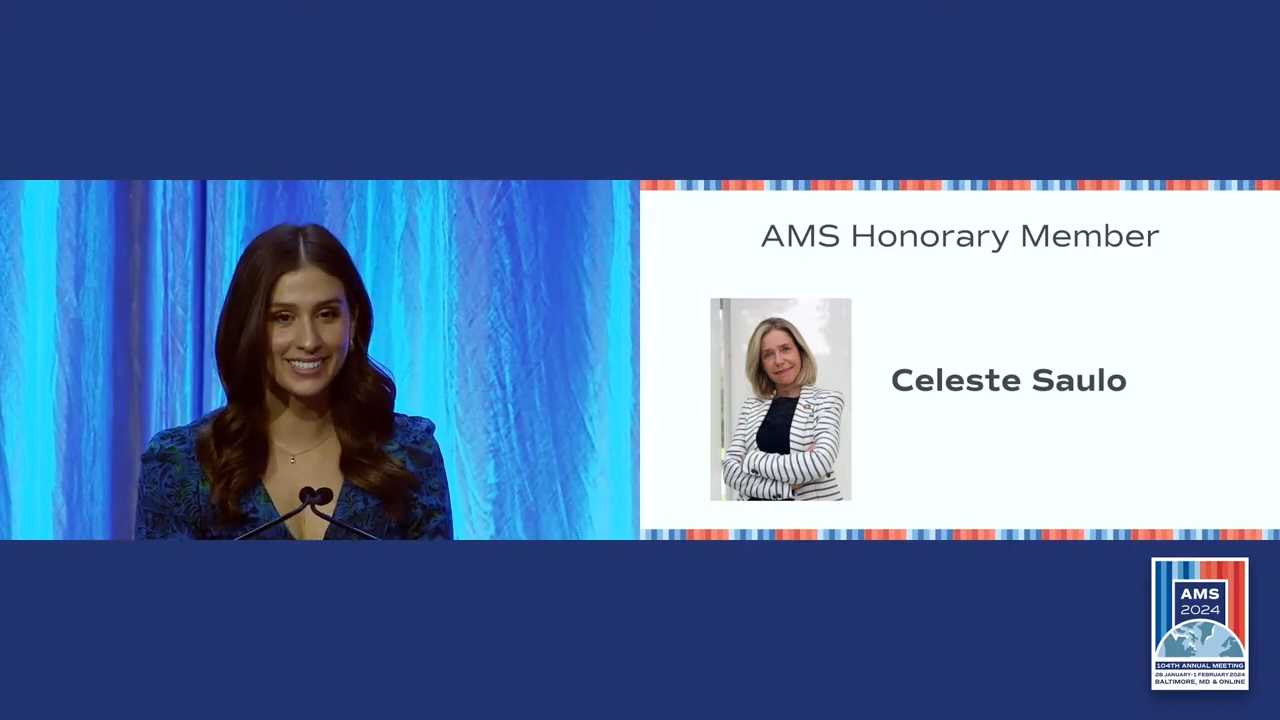 AMS Honorary Member
Celeste Saulo
AMS
2024
104TH ANNUAL MEETING
28 JANUARY-1 FEBRUARY 2024
BALTIMORE, MD & ONLINE